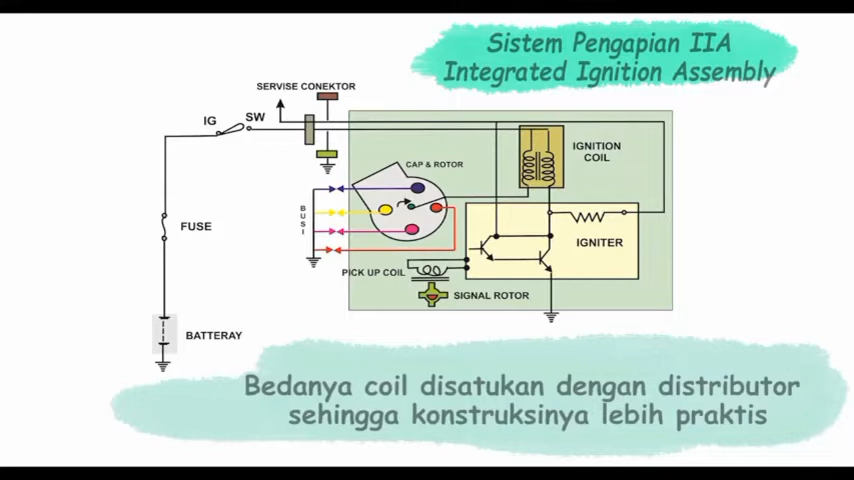 Sistem Pengapian IIA
Integrated Ignition Assembly
SERVISE CONEKTOR
IG
SW
IGNITION
COIL
CAP & ROTOR
BUSI
FUSE
IGNITER
PICK UP COIL
SIGNAL ROTOR
BATTERAY
Bedanya coil disatukan dengan distributor
sehingga konstruksinya lebih praktis